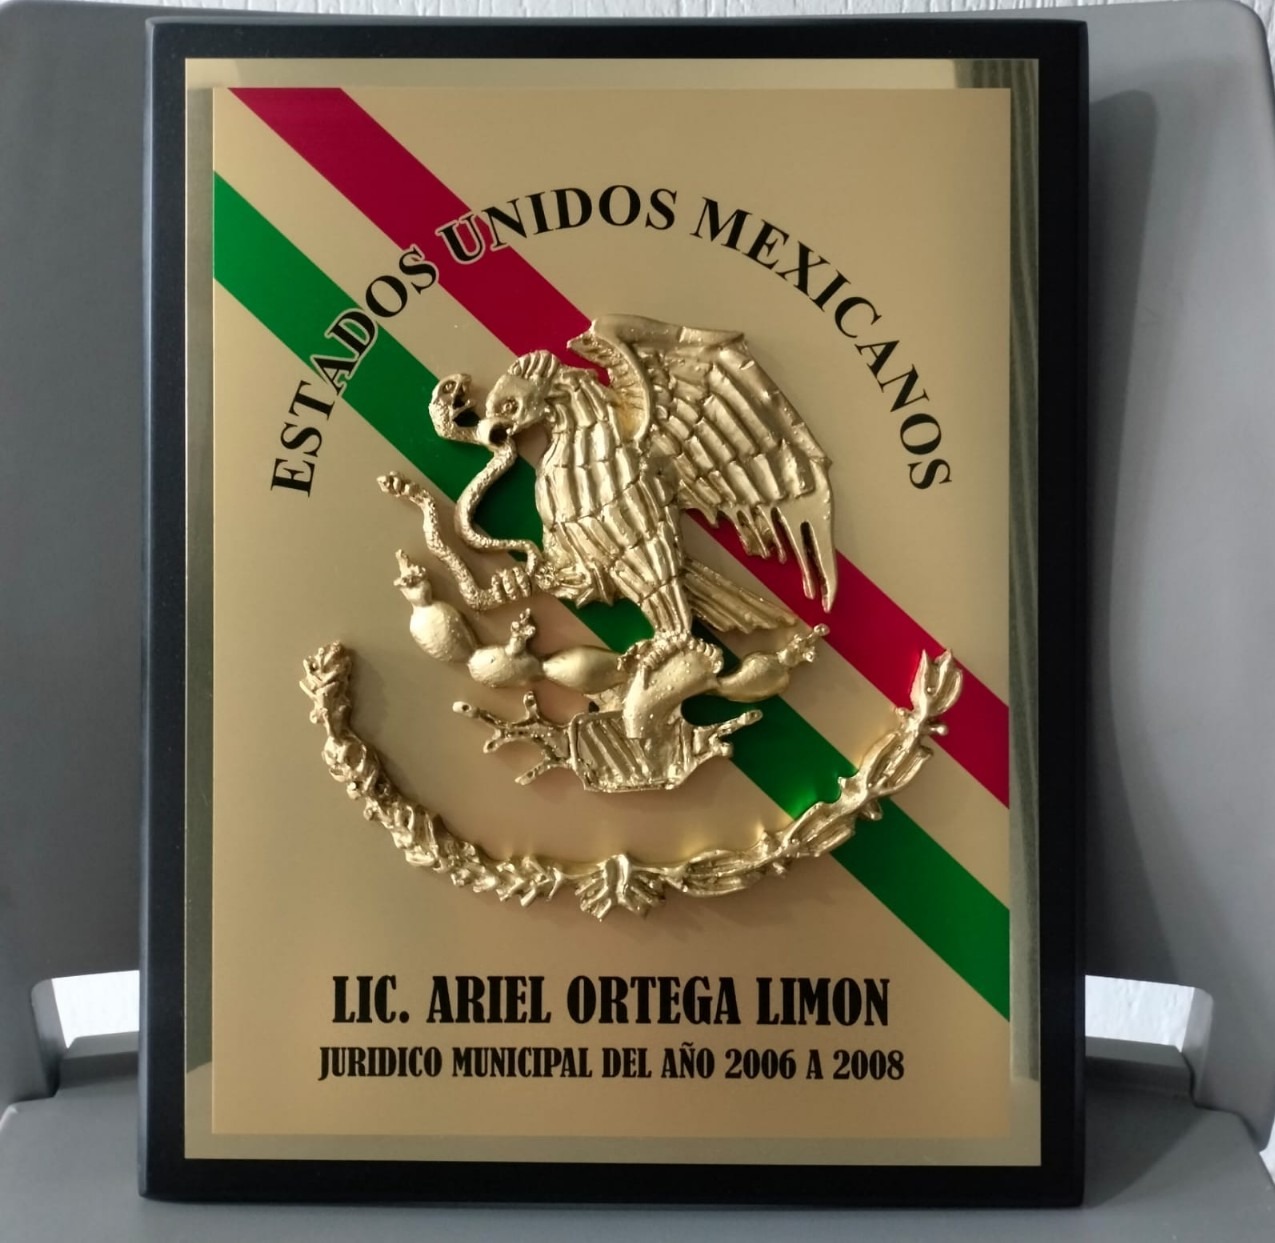 ESTADOS UNIDOS MEXICANOS
LIC. ARIEL ORTEGA LIMON
JURIDICO MUNICIPAL DEL AÑO 2006 A 2008